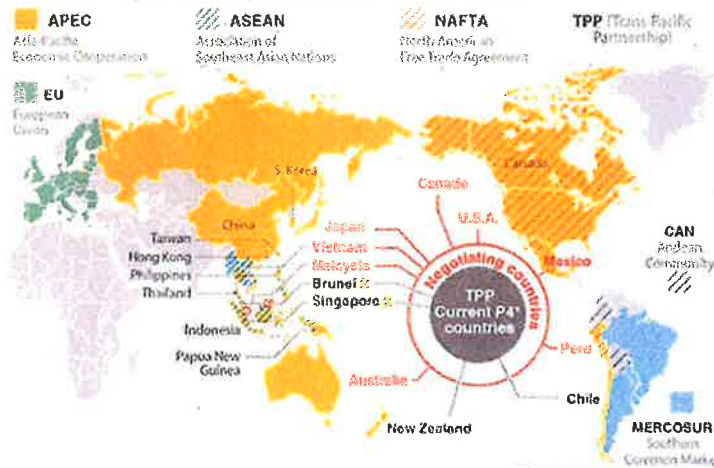 APEC
Asia-Pacific
Economic Cooperation
ASEAN
Association of
Southeast Asian Nations
NAFTA
North American
Free Trade Agreement
TPP (Trans Pacific
Partnership)
EU
European
Union
S. Korea
Canada
Canada
U.S.A.
China
Japan
Taiwan
Vietnam
Hong Kong
Malaysia
Philippines
Brunei
Thailand
Singapore
Indonesia
Papua New
Guinea
Negotiating countries
TPP
Current P4*
countries
Mexico
Peru
Australia
Chile
New Zealand
CAN
Andean
Community
MERCOSUR
Southern
Common Marke